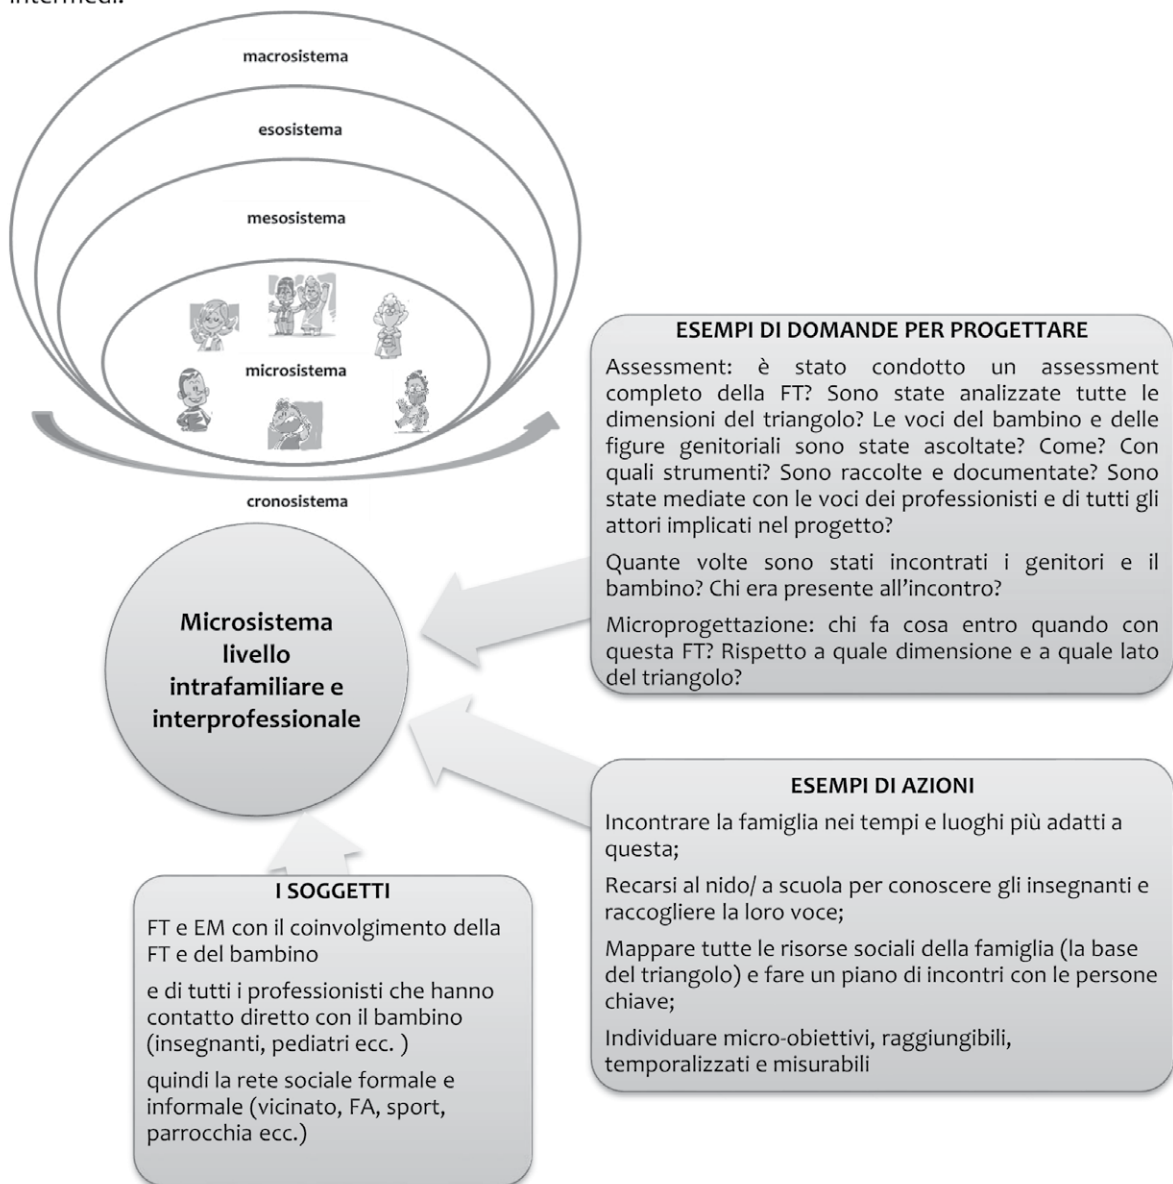 macrosistema
esosistema
mesosistema
microsistema
cronosistema
Microsistema
livello
intrafamiliare e
interprofessionale
ESEMPI DI DOMANDE PER PROGETTARE
Assessment: è stato condotto un assessment
completo della FT? Sono state analizzate tutte le
dimensioni del triangolo? Le voci del bambino e delle
figure genitoriali sono state ascoltate? Come? Con
quali strumenti? Sono raccolte e documentate? Sono
state mediate con le voci dei professionisti e di tutti gli
attori implicati nel progetto?
Quante volte sono stati incontrati i genitori e il
bambino? Chi era presente all'incontro?
Microprogettazione: chi fa cosa entro quando con
questa FT? Rispetto a quale dimensione e a quale lato
del triangolo?
ESEMPI DI AZIONI
Incontrare la famiglia nei tempi e luoghi più adatti a
questa;
Recarsi al nido/ a scuola per conoscere gli insegnanti e
raccogliere la loro voce;
Mappare tutte le risorse sociali della famiglia (la base
del triangolo) e fare un piano di incontri con le persone
chiave;
Individuare micro-obiettivi, raggiungibili,
temporalizzati e misurabili
I SOGGETTI
FT e EM con il coinvolgimento della
FT e del bambino
e di tutti i professionisti che hanno
contatto diretto con il bambino
(insegnanti, pediatri ecc. )
quindi la rete sociale formale e
informale (vicinato, FA, sport,
parrocchia ecc.)